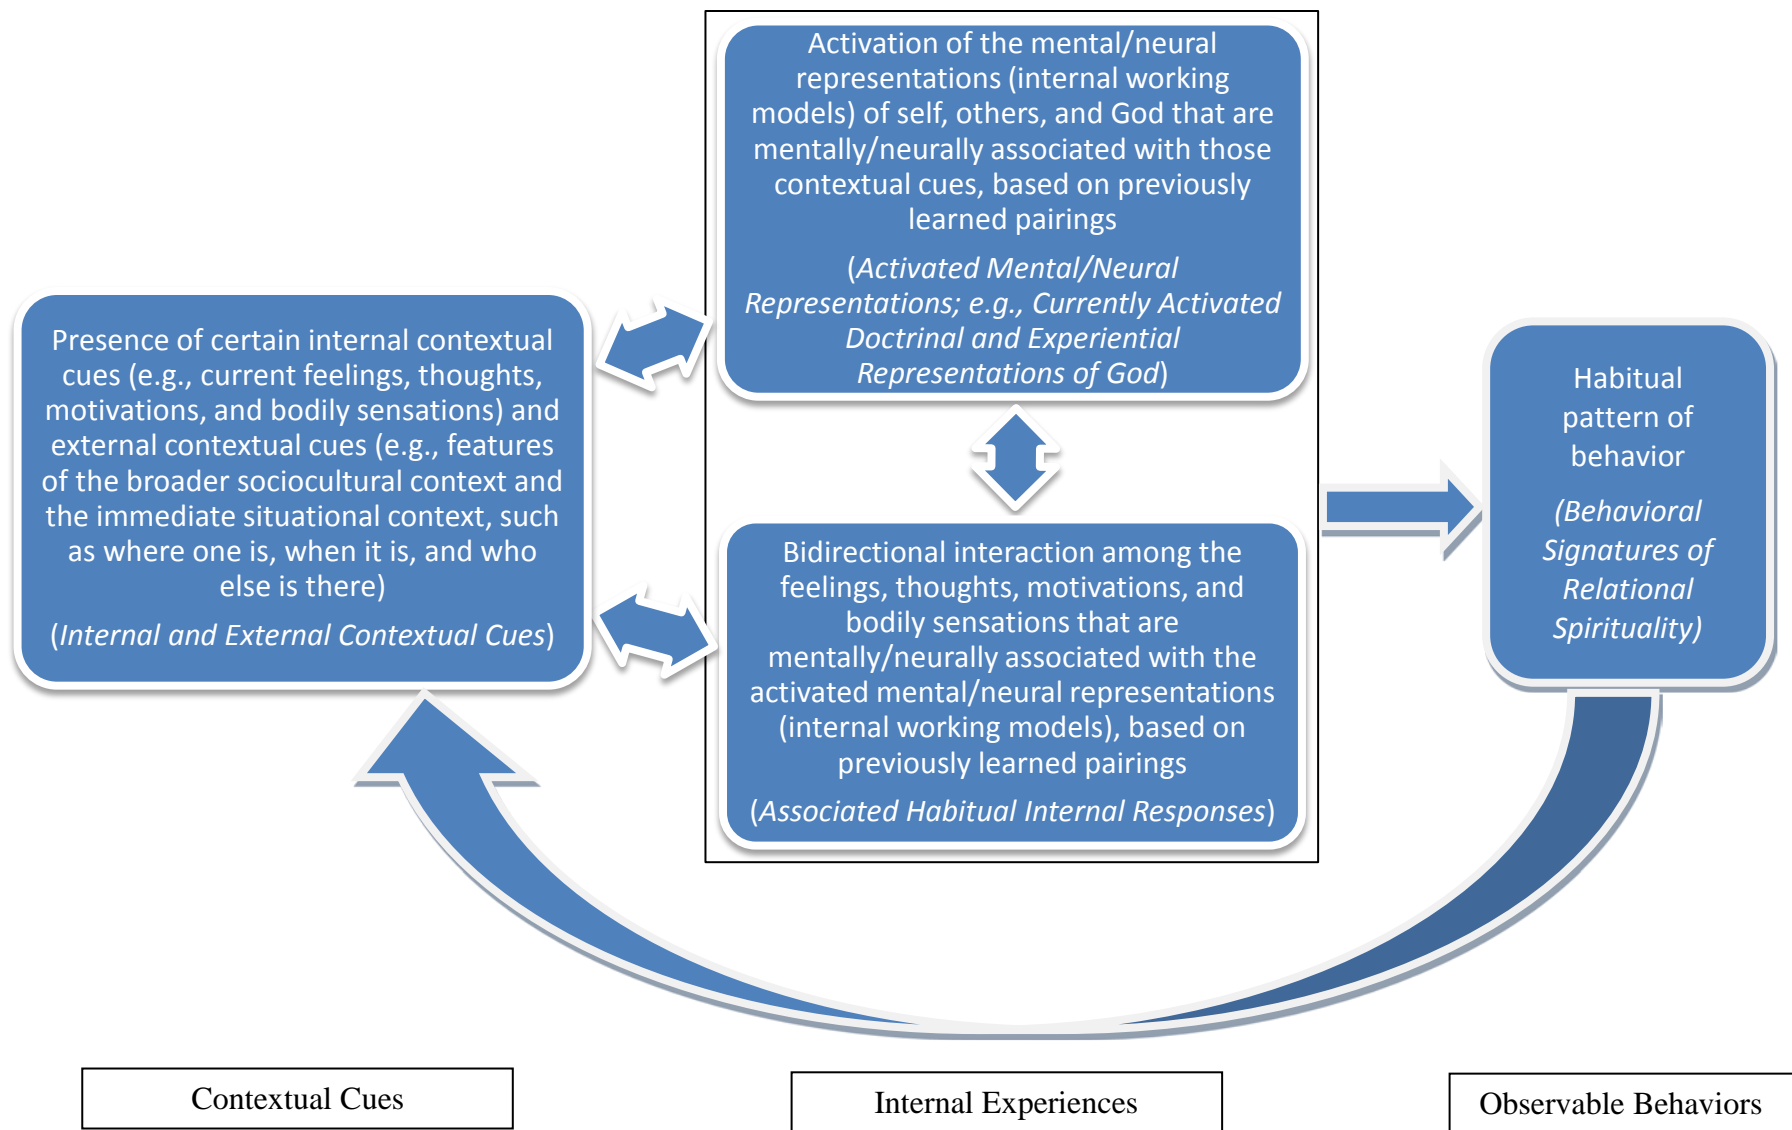 Activation of the mental/neural
representations (internal working
models) of self, others, and God that are
mentally/neurally associated with those
contextual cues, based on previously
learned pairings
(Activated Mental/Neural
Representations; e.g., Currently Activated
Doctrinal and Experiential
Representations of God)
Presence of certain internal contextual
cues (e.g., current feelings, thoughts,
motivations, and bodily sensations) and
external contextual cues (e.g., features
of the broader sociocultural context and
the immediate situational context, such
as where one is, when it is, and who
else is there)
(Internal and External Contextual Cues)
Bidirectional interaction among the
feelings, thoughts, motivations, and
bodily sensations that are
mentally/neurally associated with the
activated mental/neural representations
(internal working models), based on
previously learned pairings
(Associated Habitual Internal Responses)
Habitual
pattern of
behavior
(Behavioral
Signatures of
Relational
Spirituality)
Contextual Cues
Internal Experiences
Observable Behaviors